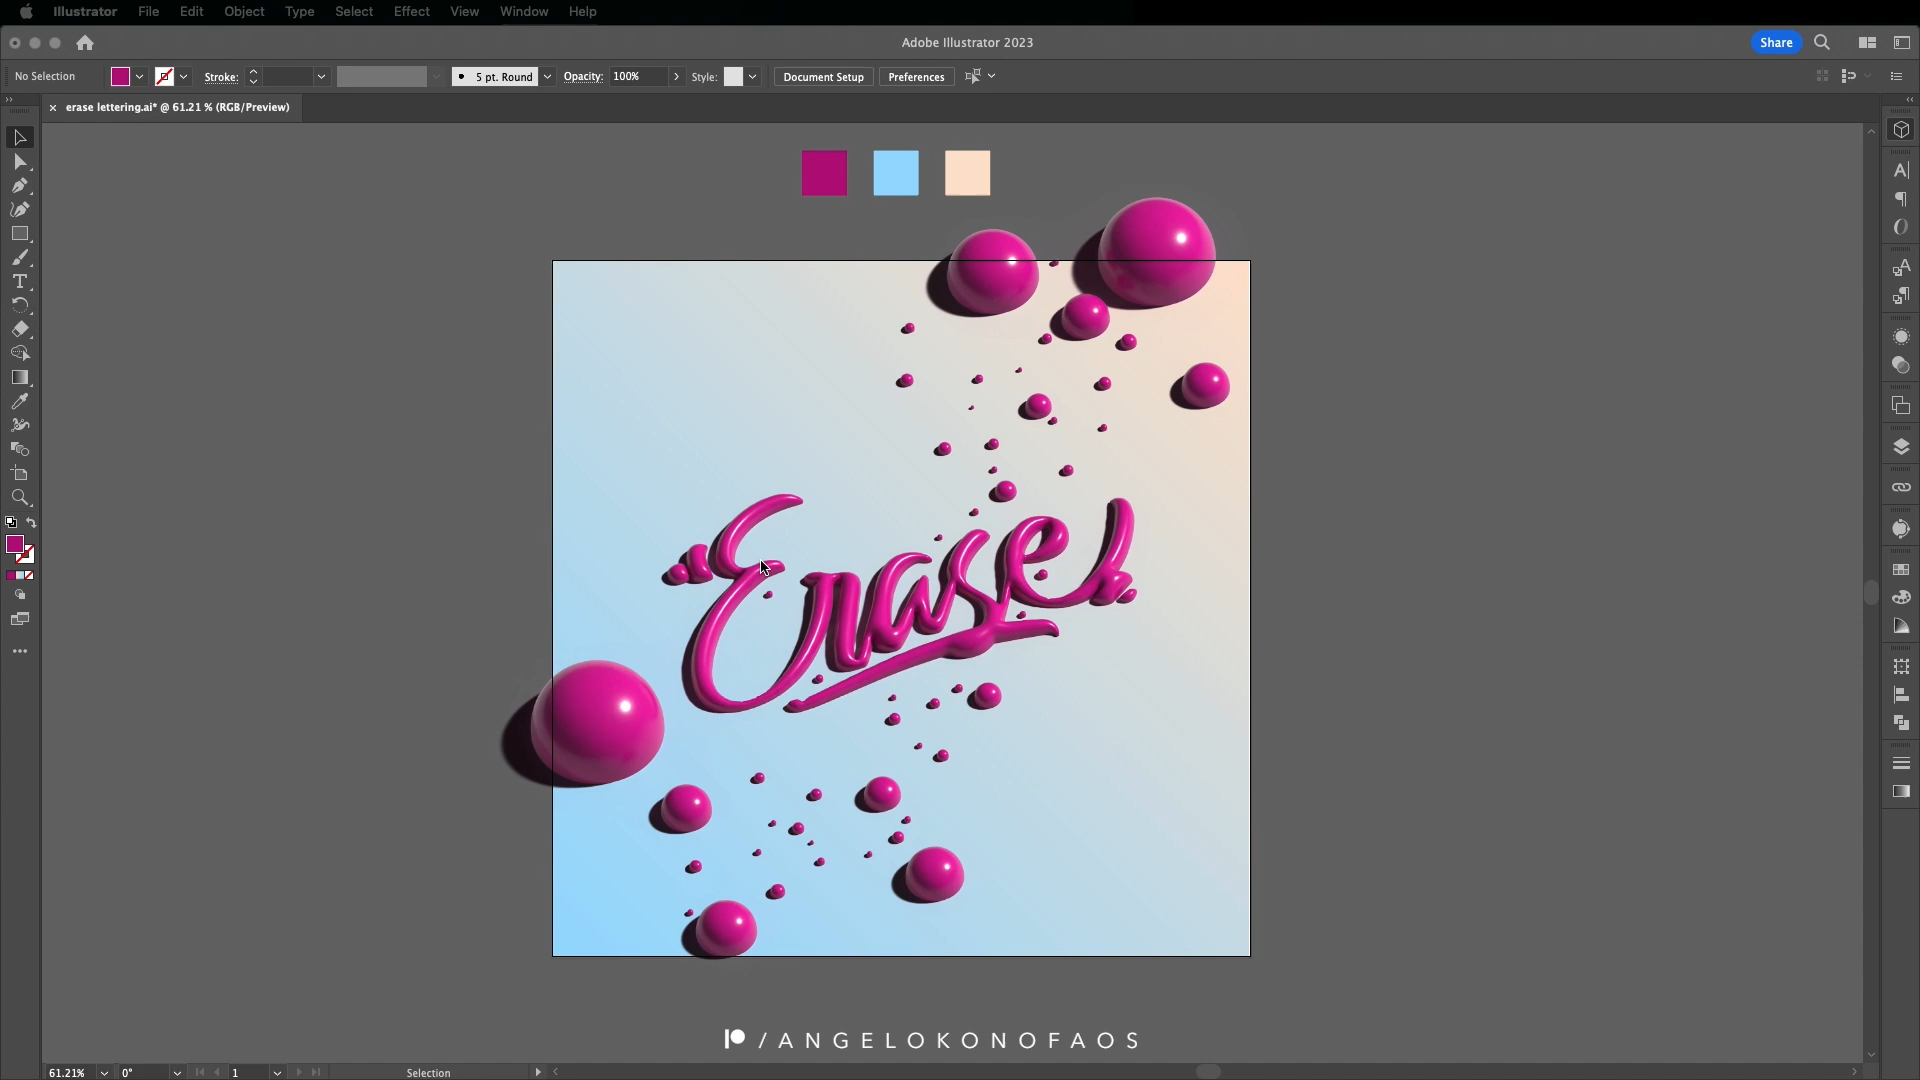 Illustrator File Edit Object Type Select Effect View Window Help
Adobe Illustrator 2023
Share
No Selection Stroke: 5 pt. Round Opacity: 100% Style: Document Setup Preferences
erase lettering.ai* @ 61.21 % (RGB/Preview)
Erase
/ANGELOKONOFAOS
61.21% 0° 1 Selection